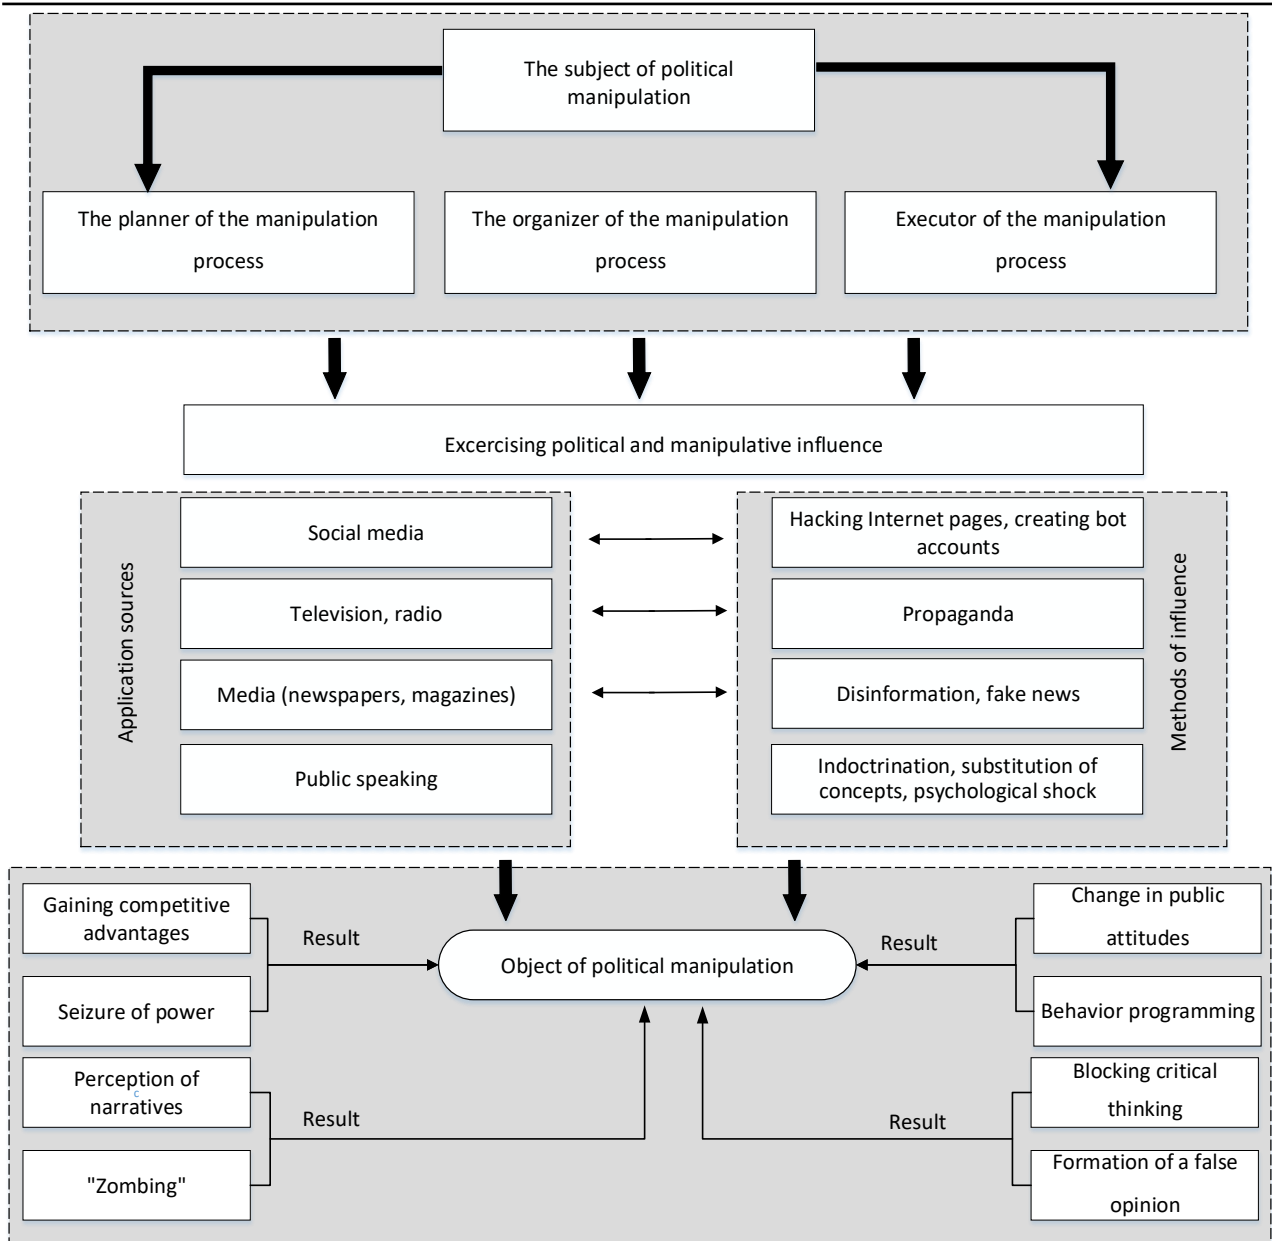 The subject of political
manipulation
The planner of the manipulation
process
The organizer of the manipulation
process
Executor of the manipulation
process
Excercising political and manipulative influence
Application sources
Social media
Television, radio
Media (newspapers, magazines)
Public speaking
Hacking Internet pages, creating bot
accounts
Propaganda
Disinformation, fake news
Indoctrination, substitution of
concepts, psychological shock
Methods of influence
Gaining competitive
advantages
Seizure of power
Result
Object of political manipulation
Result
Change in public
attitudes
Behavior programming
Perception of
narratives
c
"Zombing"
Result
Result
Blocking critical
thinking
Formation of a false
opinion